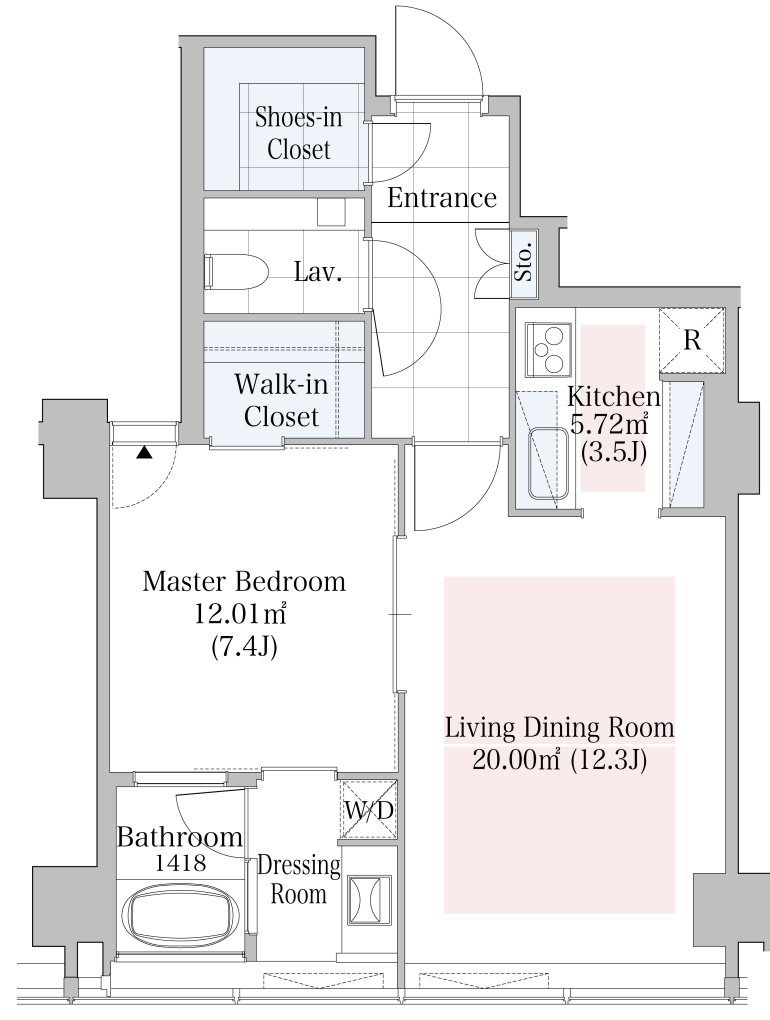 Shoes-in
Closet
Entrance
Lav.
Sto.
Walk-in
Closet
R
Kitchen
5.72㎡
(3.5J)
Master Bedroom
12.01㎡
(7.4J)
Living Dining Room
20.00㎡ (12.3J)
W/D
Bathroom
1418
Dressing
Room